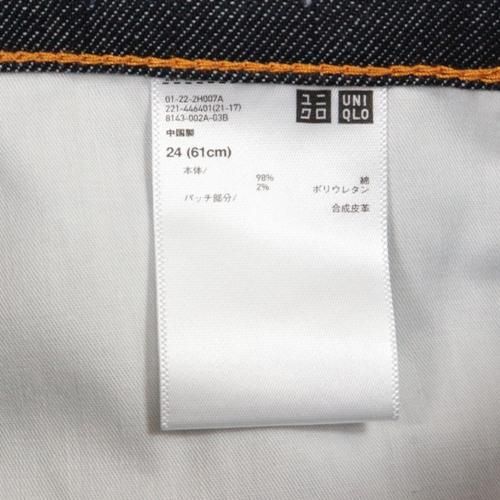 01-22-2H007A
221-446401(21-17)
8143-002A-03B
ユニクロ
UNIQLO
中国製
24 (61cm)
本体/
98% 綿
2% ポリウレタン
パッチ部分/
合成皮革